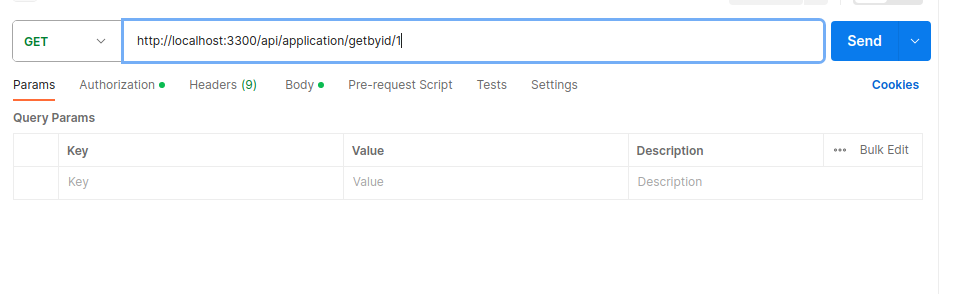 GET http://localhost:3300/api/application/getbyid/1 Send
Params Authorization Headers (9) Body Pre-request Script Tests Settings Cookies
Query Params
Key Value Description ••• Bulk Edit
Key Value Description